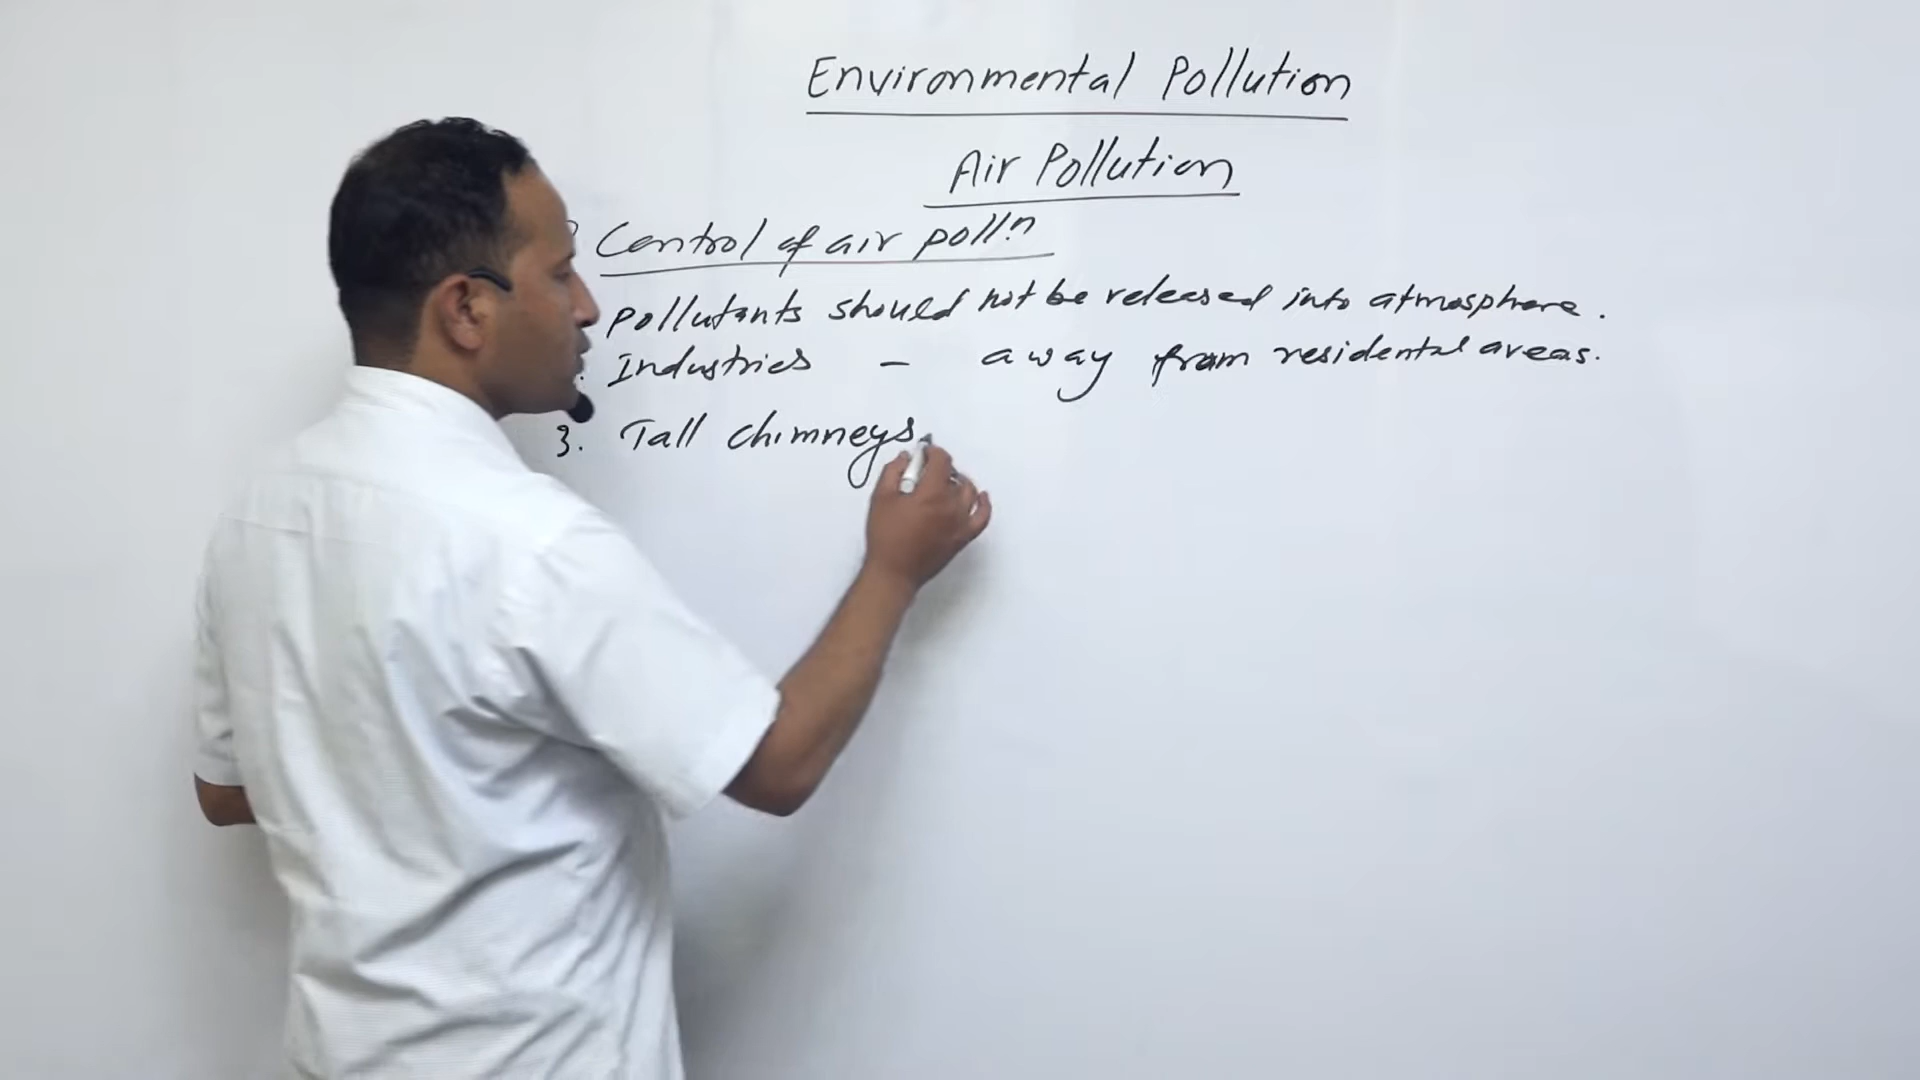 Environmental Pollution
Air Pollution
Control of air poll.n
pollutants should not be released into atmosphere.
Industries - away from residental areas.
3. Tall chimneys